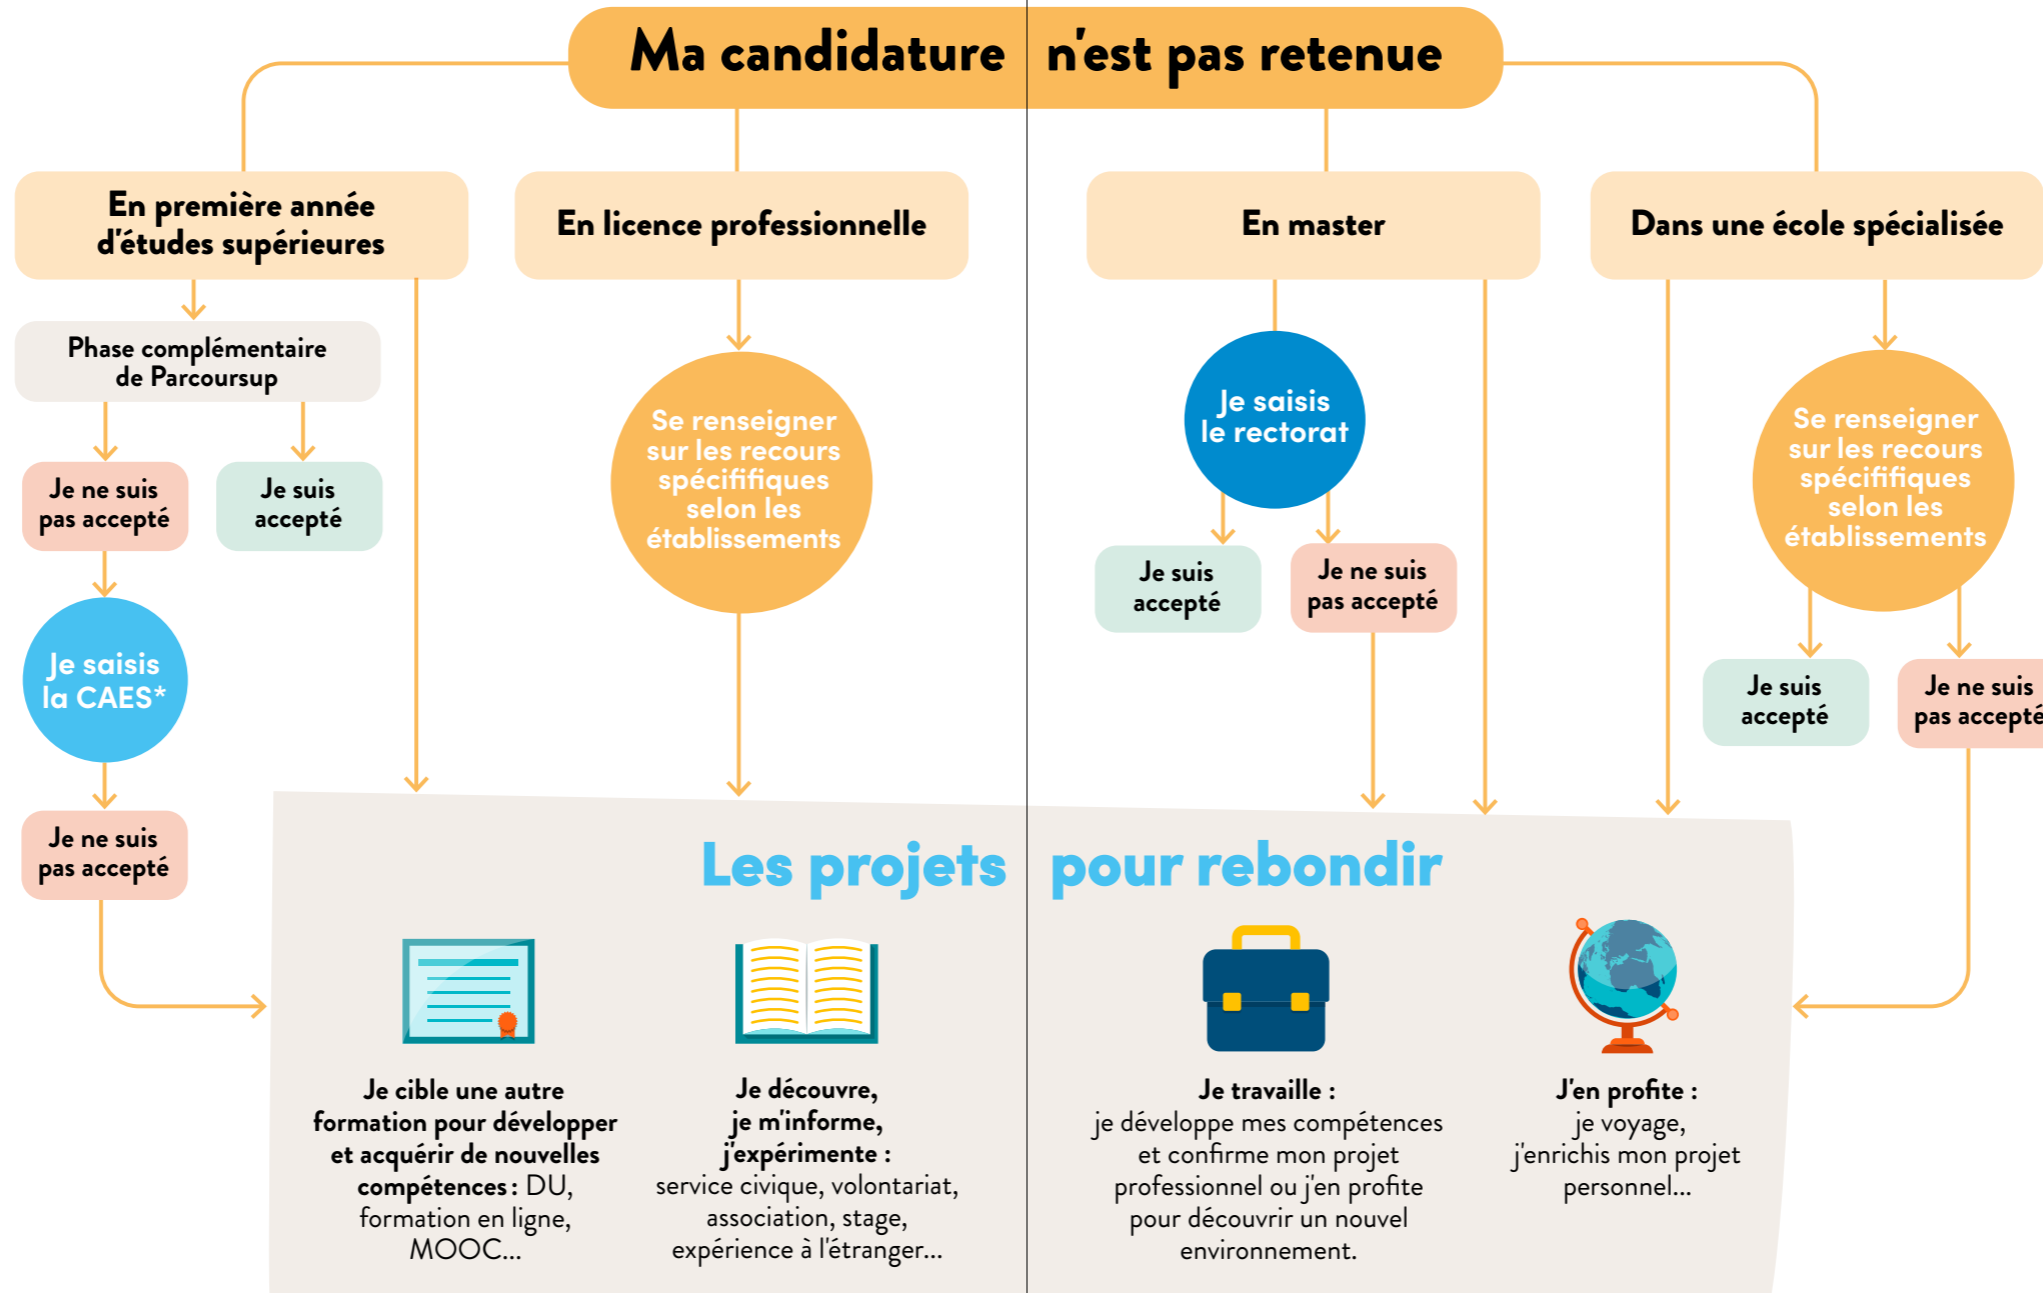 Ma candidature n'est pas retenue
En première année
d'études supérieures
En licence professionnelle
En master
Dans une école spécialisée
Phase complémentaire
de Parcoursup
Je ne suis
pas accepté
Je suis
accepté
Je saisis
la CAES*
Je ne suis
pas accepté
Se renseigner
sur les recours
spécififiques
selon les
établissements
Je saisis
le rectorat
Je suis
accepté
Je ne suis
pas accepté
Se renseigner
sur les recours
spécififiques
selon les
établissements
Je suis
accepté
Je ne suis
pas accepté
Les projets pour rebondir
Je cible une autre
formation pour développer
et acquérir de nouvelles
compétences : DU,
formation en ligne,
MOOC...
Je découvre,
je m'informe,
j'expérimente :
service civique, volontariat,
association, stage,
expérience à l'étranger...
Je travaille :
je développe mes compétences
et confirme mon projet
professionnel ou j'en profite
pour découvrir un nouvel
environnement.
J'en profite :
je voyage,
j'enrichis mon projet
personnel...